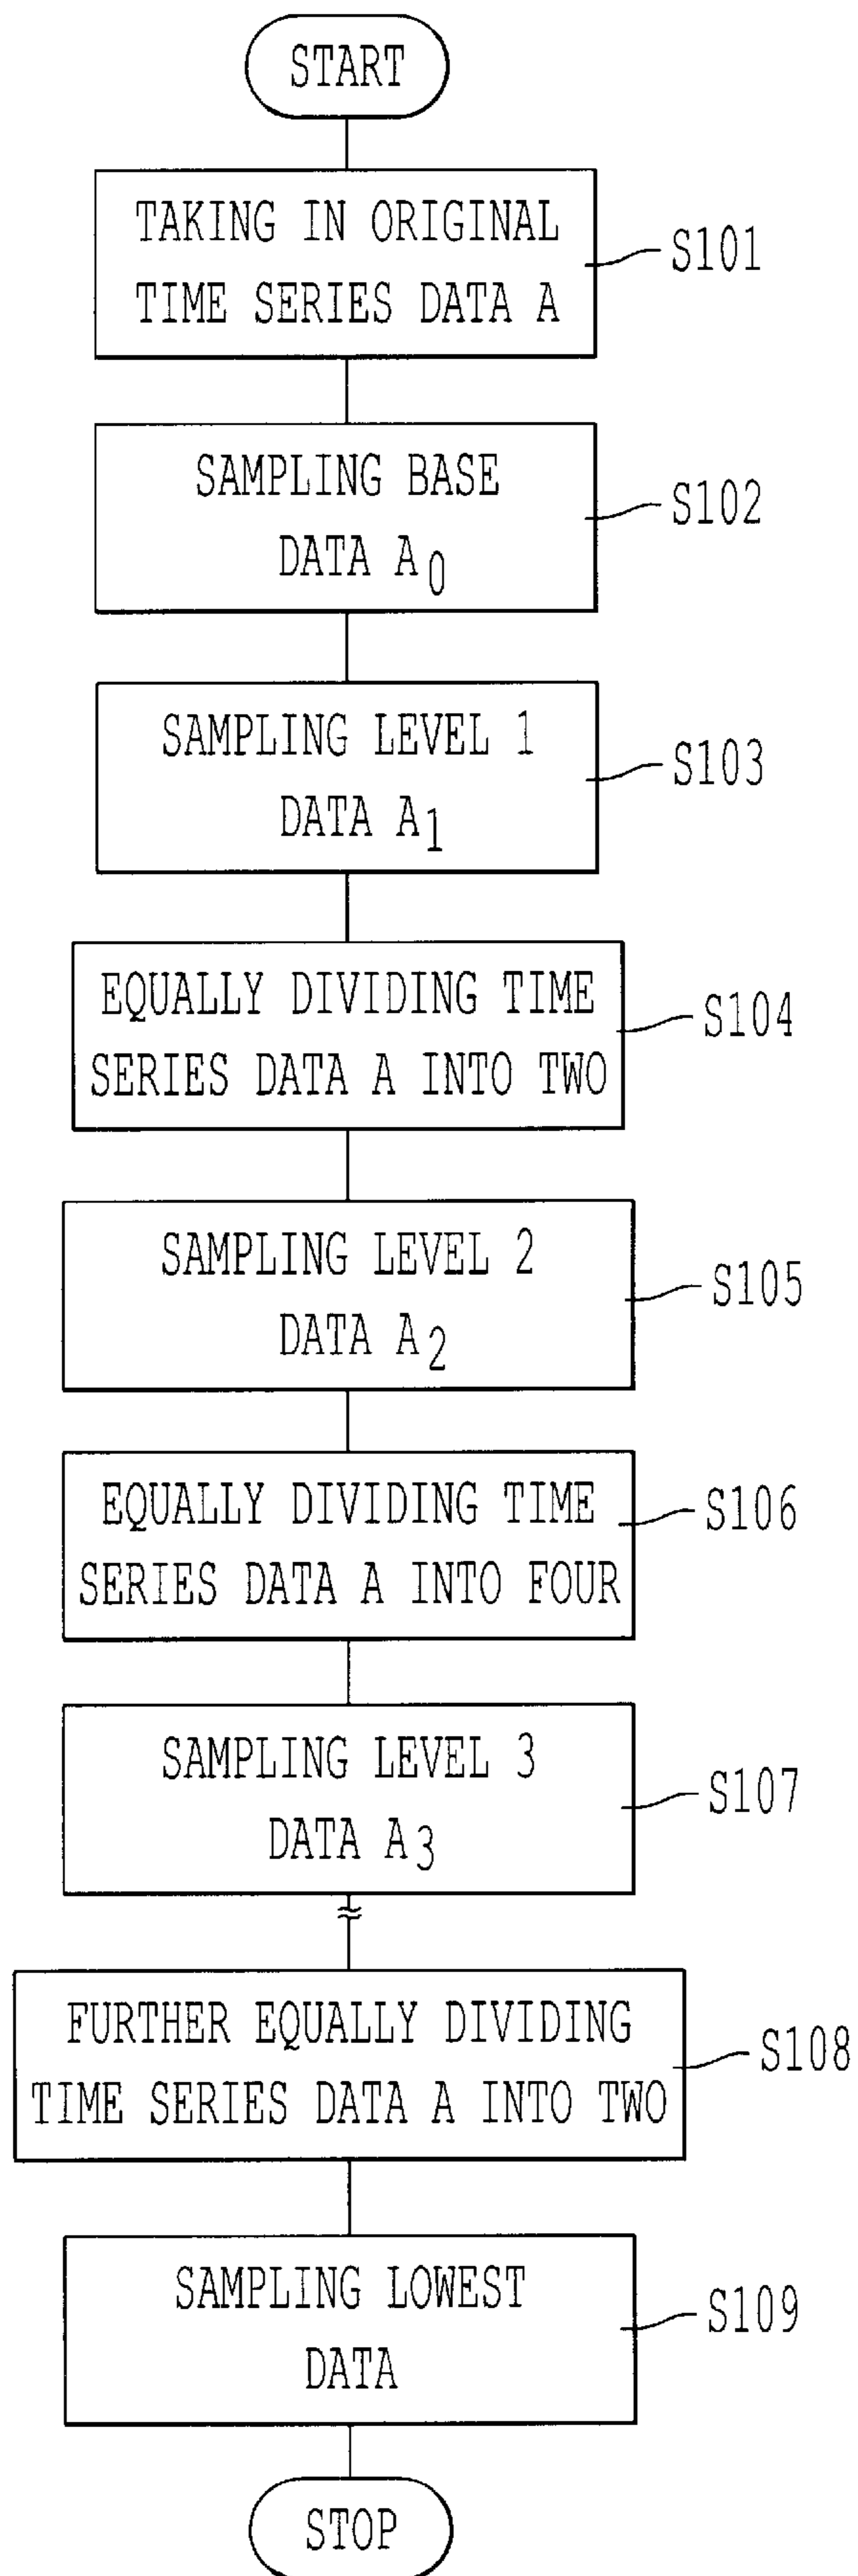 START
TAKING IN ORIGINAL
TIME SERIES DATA A
S101
SAMPLING BASE
DATA A0
S102
SAMPLING LEVEL 1
DATA A1
S103
EQUALLY DIVIDING TIME
SERIES DATA A INTO TWO
S104
SAMPLING LEVEL 2
DATA A2
S105
EQUALLY DIVIDING TIME
SERIES DATA A INTO FOUR
S106
SAMPLING LEVEL 3
DATA A3
S107
FURTHER EQUALLY DIVIDING
TIME SERIES DATA A INTO TWO
S108
SAMPLING LOWEST
DATA
S109
STOP